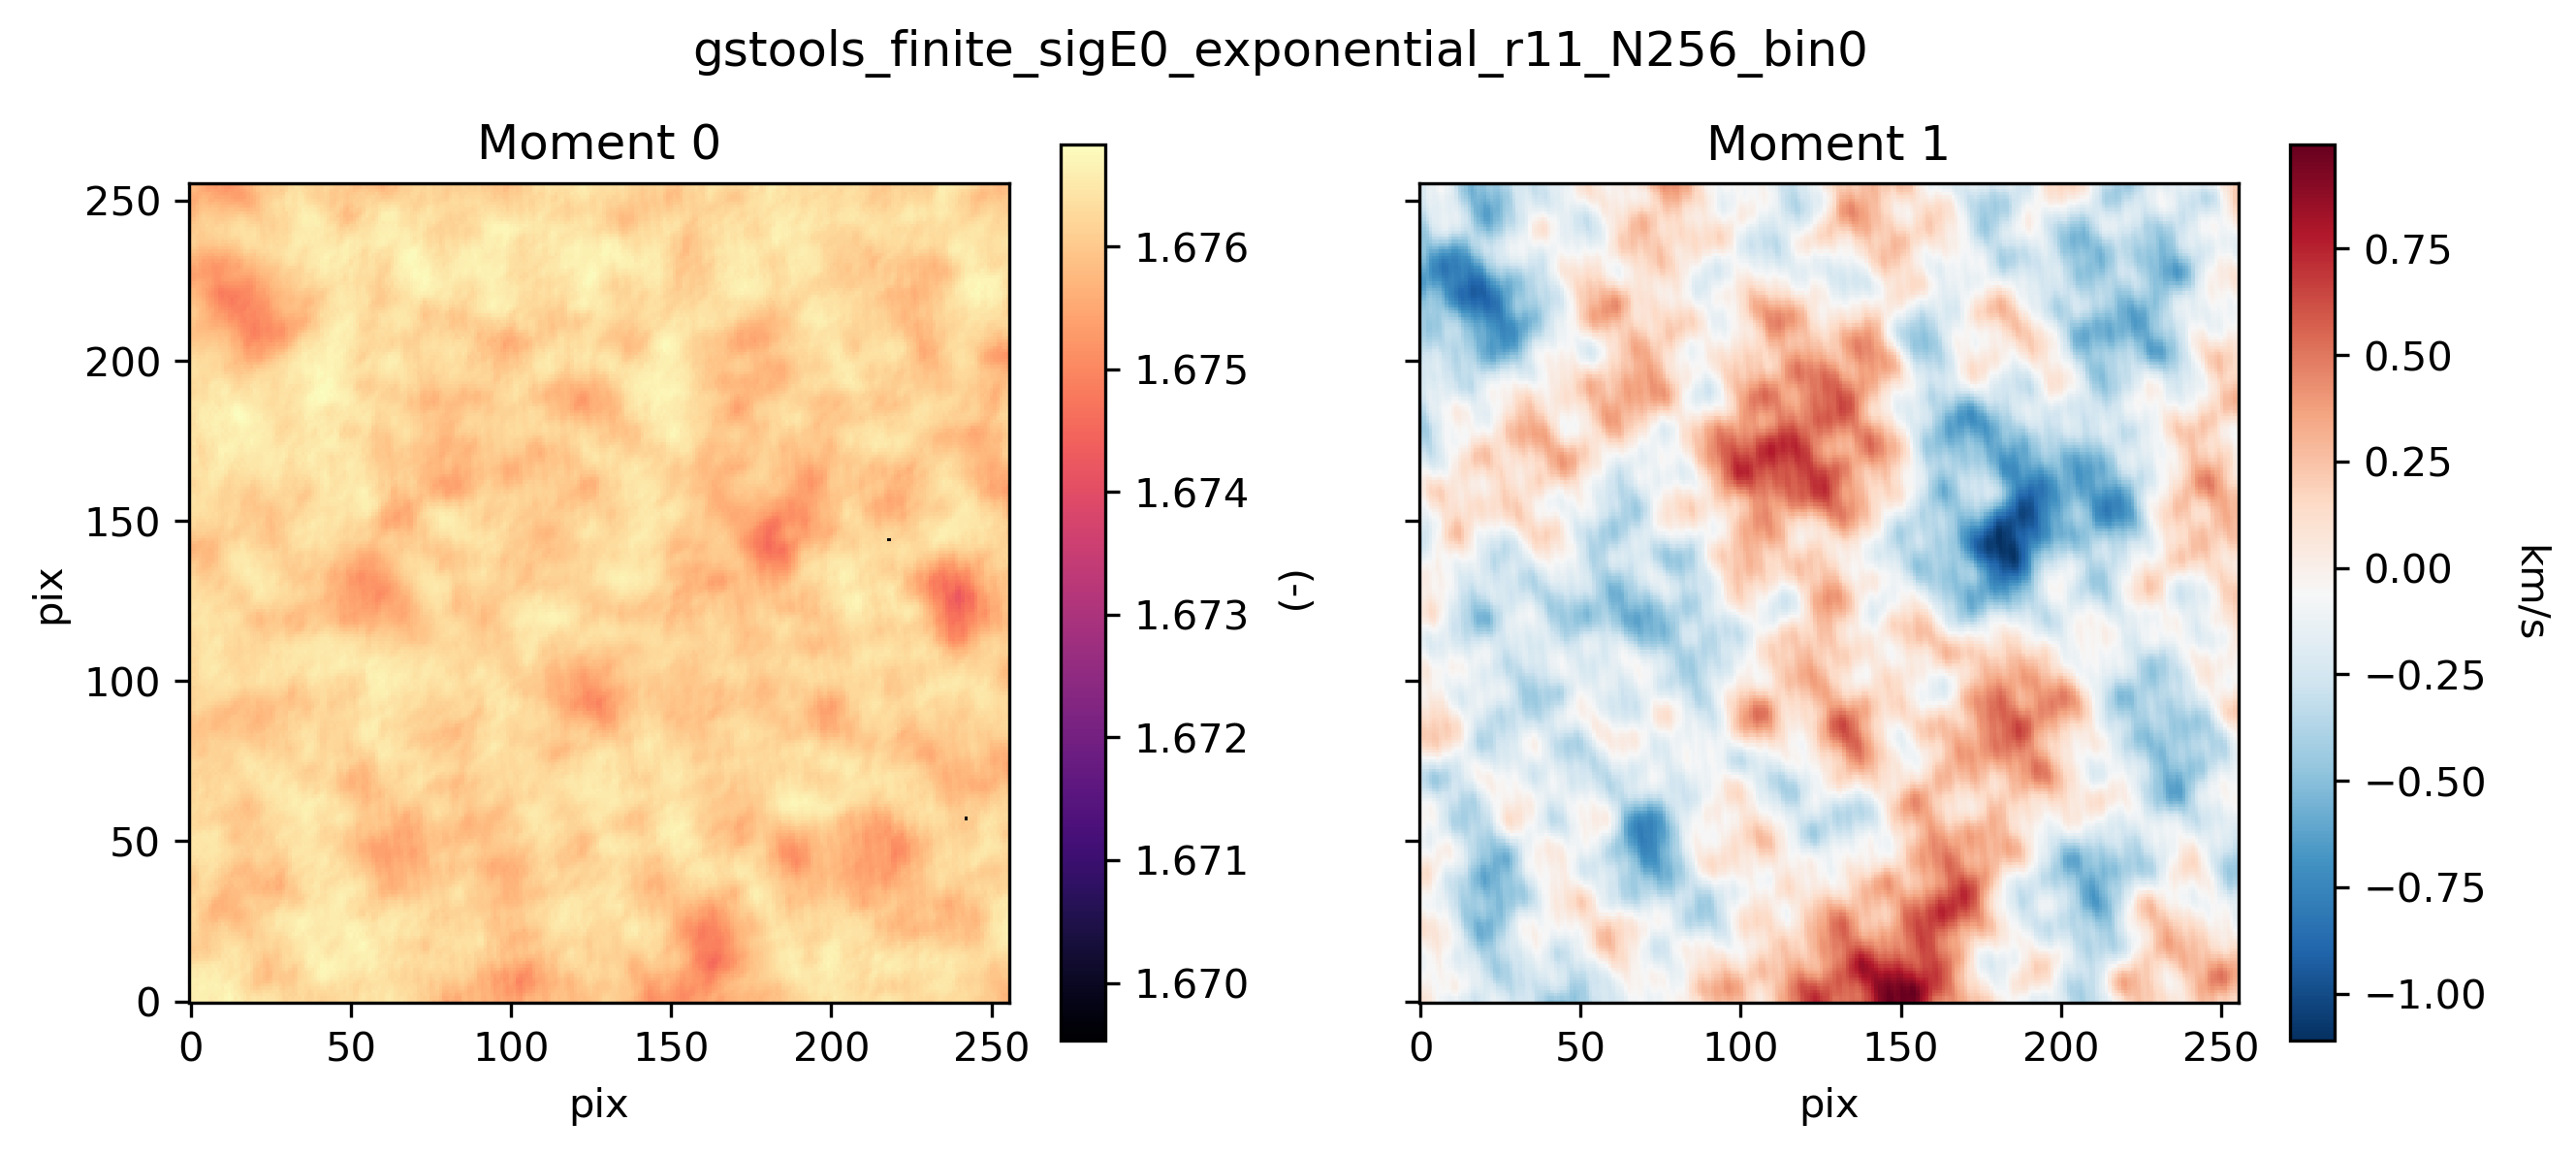 gstools_finite_sigE0_exponential_r11_N256_bin0
Moment 0
250
200
150
100
50
0
pix
0 50 100 150 200 250
pix
1.676
1.675
1.674
1.673
1.672
1.671
1.670
(-)
Moment 1
0 50 100 150 200 250
pix
0.75
0.50
0.25
0.00
−0.25
−0.50
−0.75
−1.00
km/s